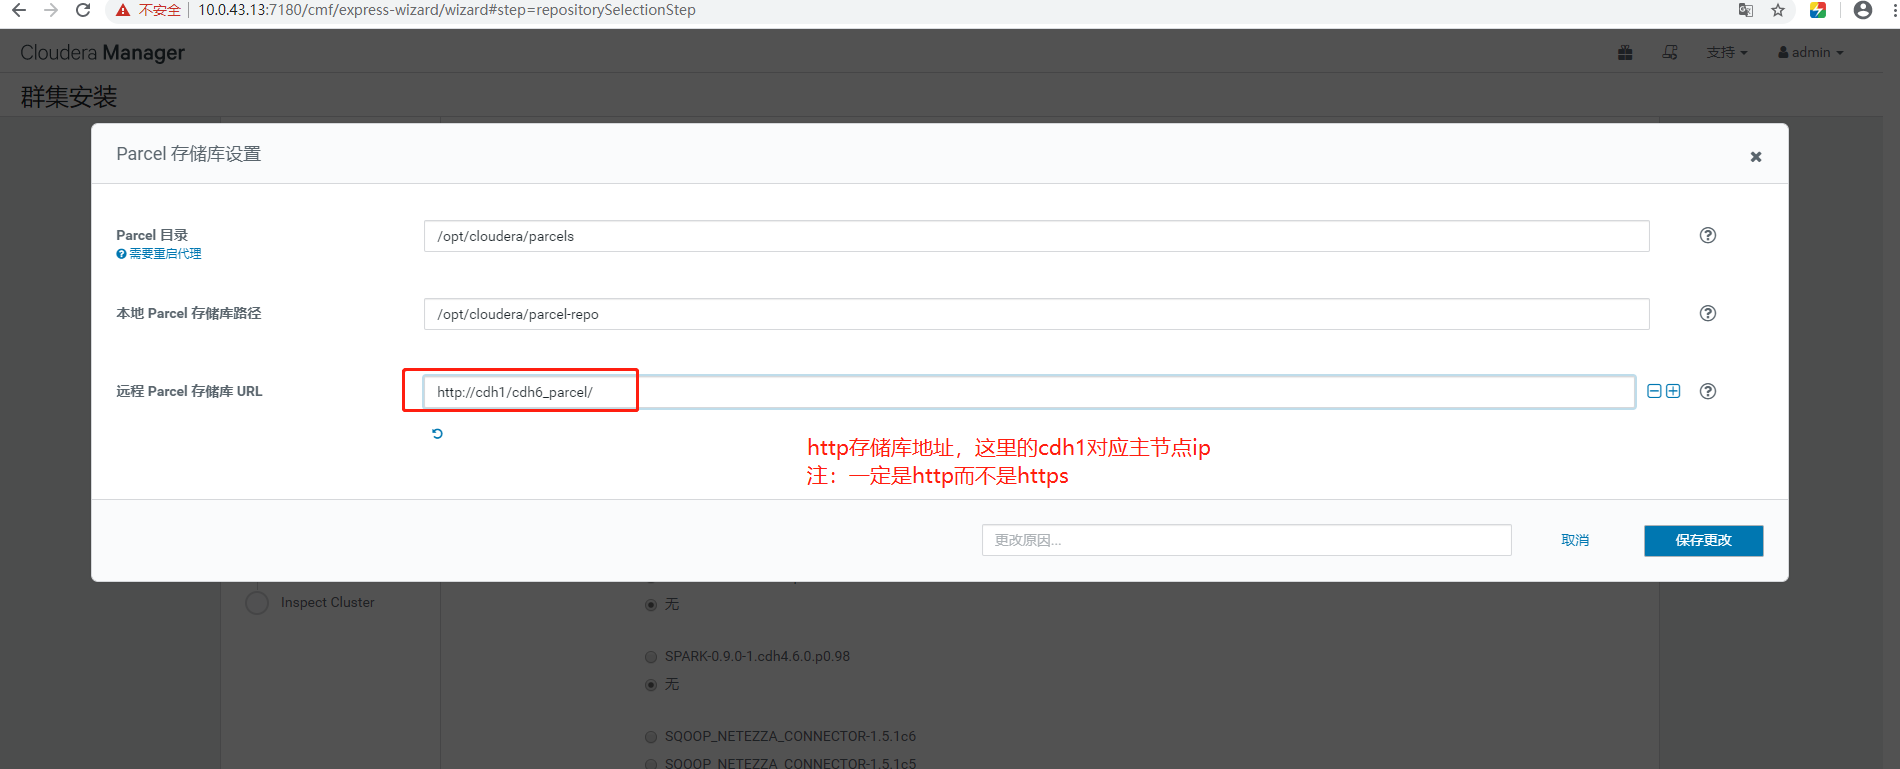 不安全 10.0.43.13:7180/cmf/express-wizard/wizard#step=repositorySelectionStep
Cloudera Manager
支持
admin
群集安装
Parcel 存储库设置
Parcel 目录
需要重启代理
/opt/cloudera/parcels
本地 Parcel 存储库路径
/opt/cloudera/parcel-repo
远程 Parcel 存储库 URL
http://cdh1/cdh6_parcel/
http存储库地址，这里的cdh1对应主节点ip
注：一定是http而不是https
更改原因...
取消
保存更改
Inspect Cluster
无
SPARK-0.9.0-1.cdh4.6.0.p0.98
无
SQOOP_NETEZZA_CONNECTOR-1.5.1c6
SQOOP_NETEZZA_CONNECTOR-1.5.1c5